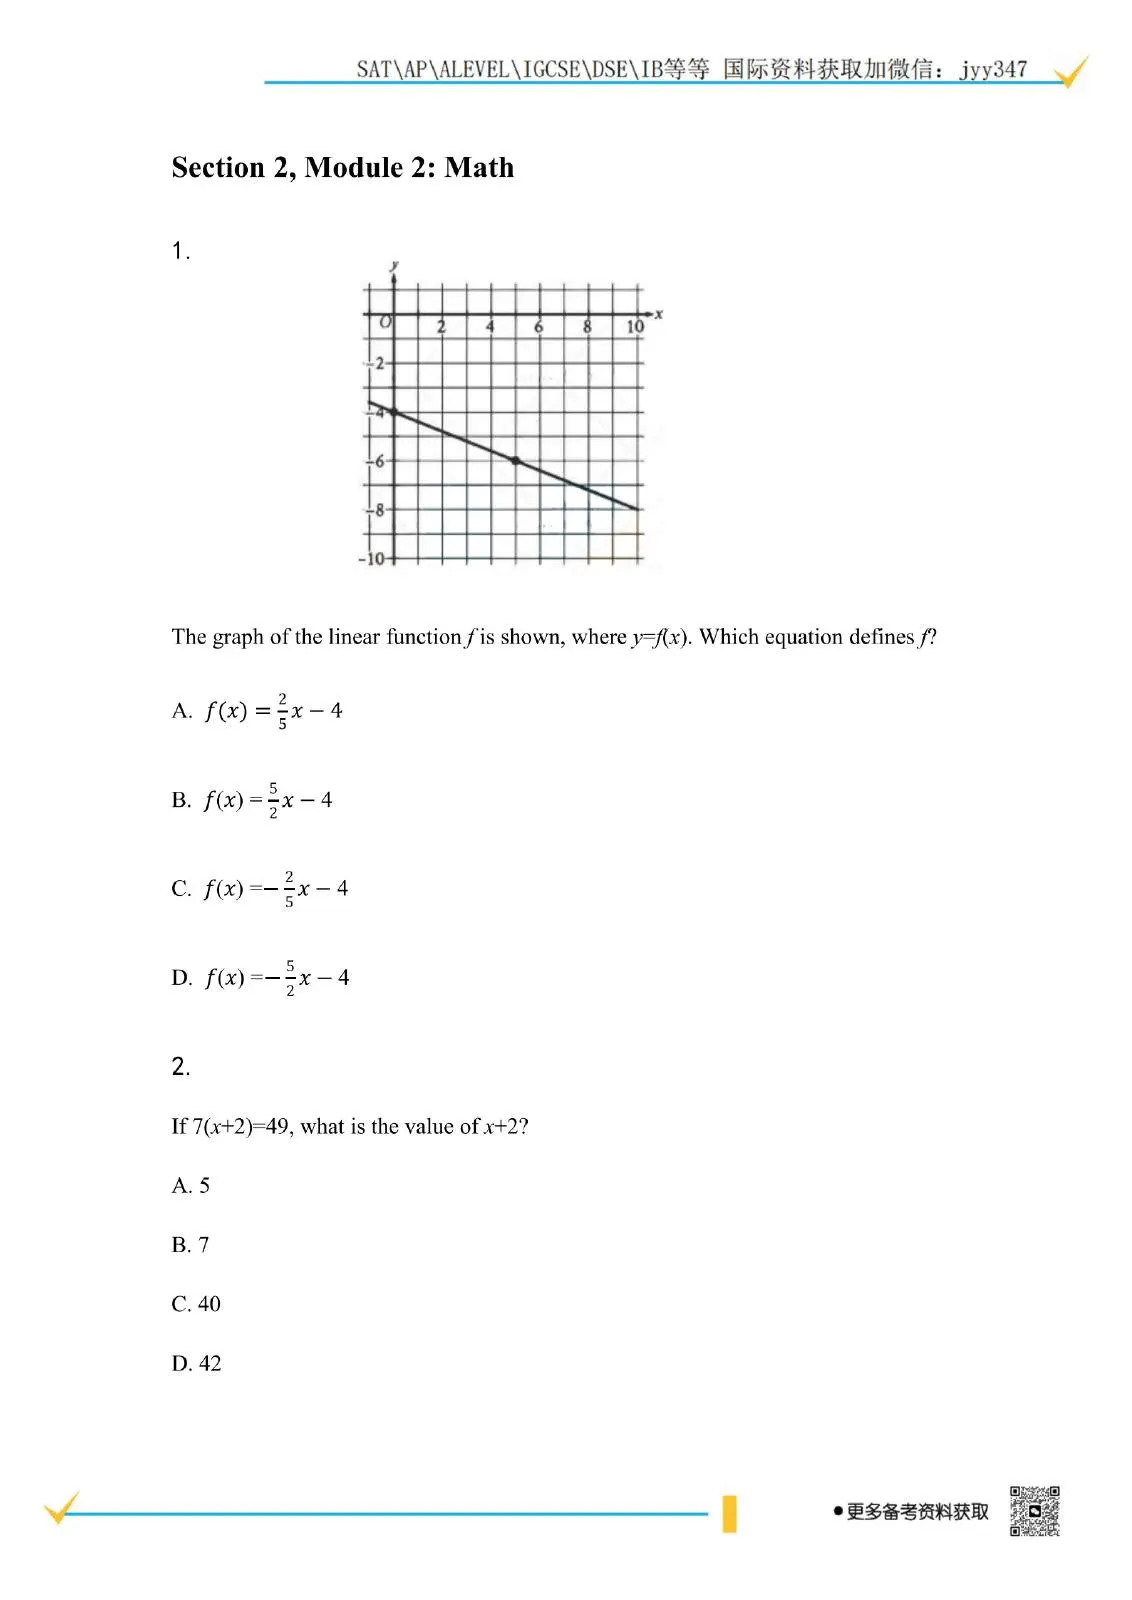 SAT\AP\ALEVEL\IGCSE\DSE\IB等等 国际资料获取加微信：jyy347
Section 2, Module 2: Math
1.
y
O 2 4 6 8 10 x
-2
-4
-6
-8
-10
The graph of the linear function f is shown, where y=f(x). Which equation defines f?
A. f(x) = 2/5 x − 4
B. f(x) = 5/2 x − 4
C. f(x) =− 2/5 x − 4
D. f(x) =− 5/2 x − 4
2.
If 7(x+2)=49, what is the value of x+2?
A. 5
B. 7
C. 40
D. 42
●更多备考资料获取